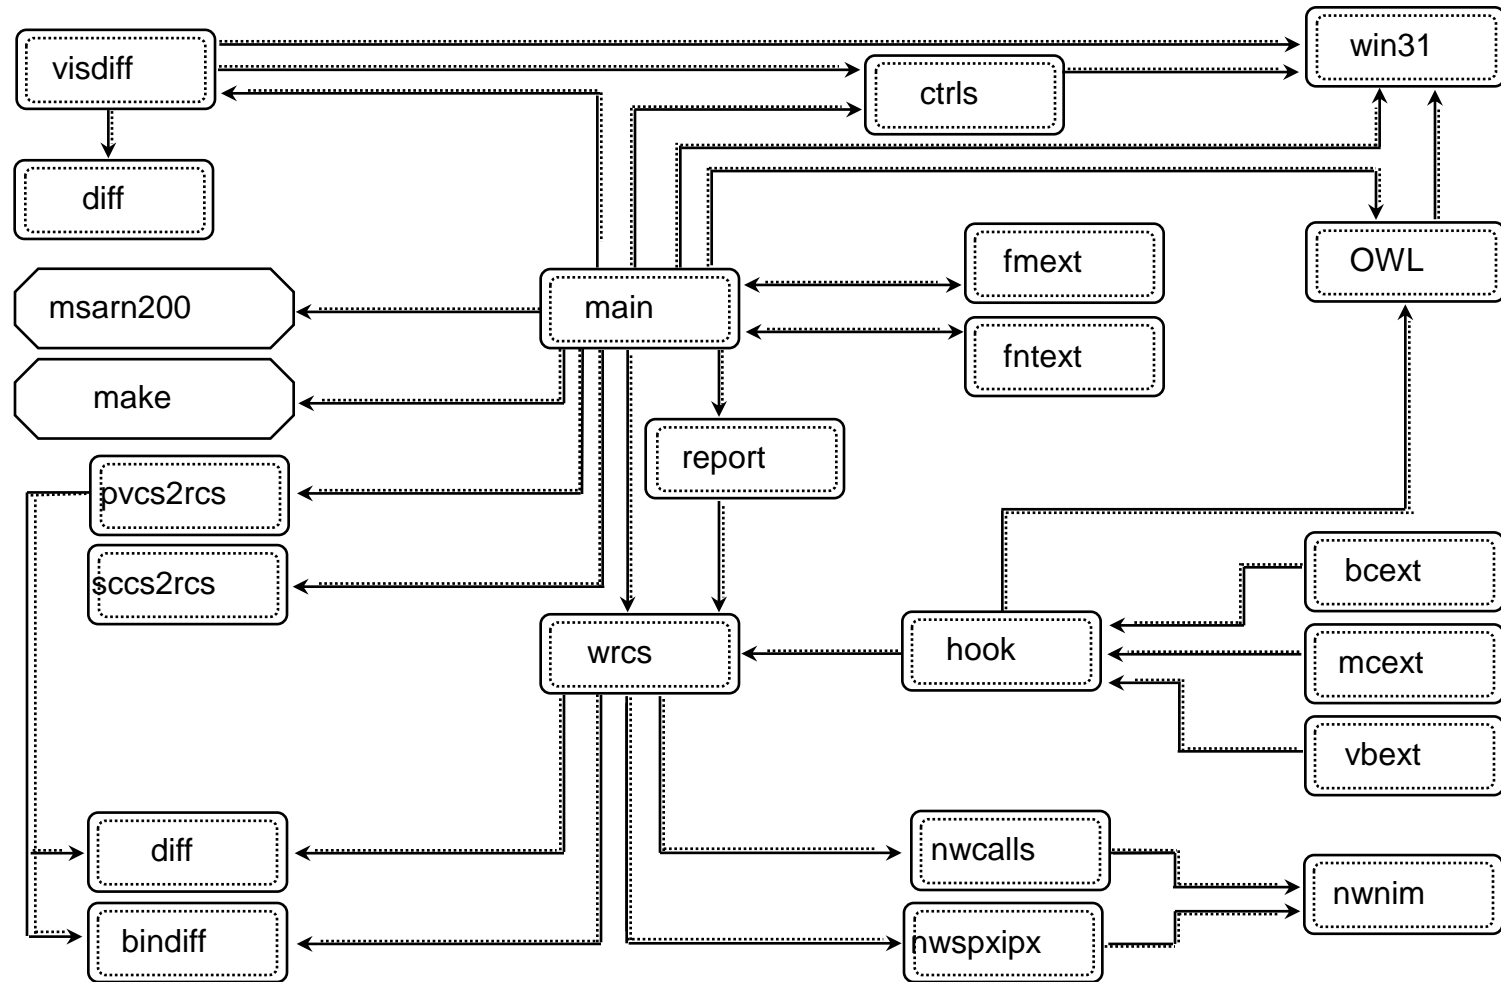 win31
visdiff
ctrls
diff
OWL
fmext
msarn200
main
fntext
make
report
pvcs2rcs
bcext
sccs2rcs
wrcs
hook
mcext
vbext
diff
nwcalls
nwnim
bindiff
nwspxipx